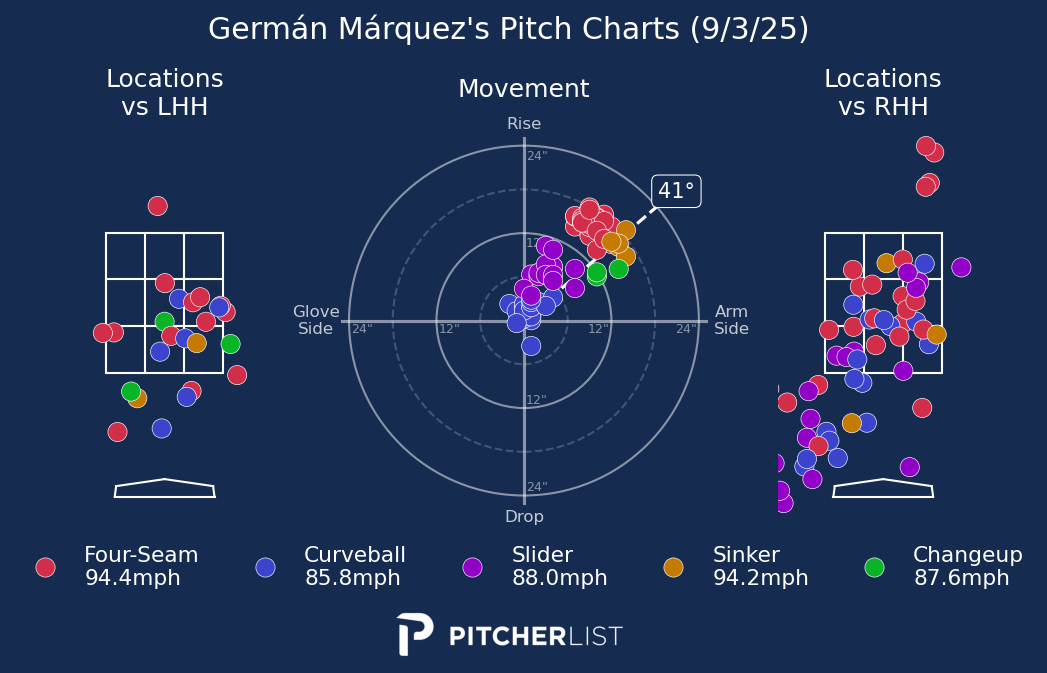 Germán Márquez's Pitch Charts (9/3/25)
Locations
vs LHH
Movement
Locations
vs RHH
Rise
24"
41°
12"
Glove
Side
24"
12"
12"
24"
Arm
Side
12"
24"
Drop
Four-Seam
94.4mph
Curveball
85.8mph
Slider
88.0mph
Sinker
94.2mph
Changeup
87.6mph
PITCHERLIST